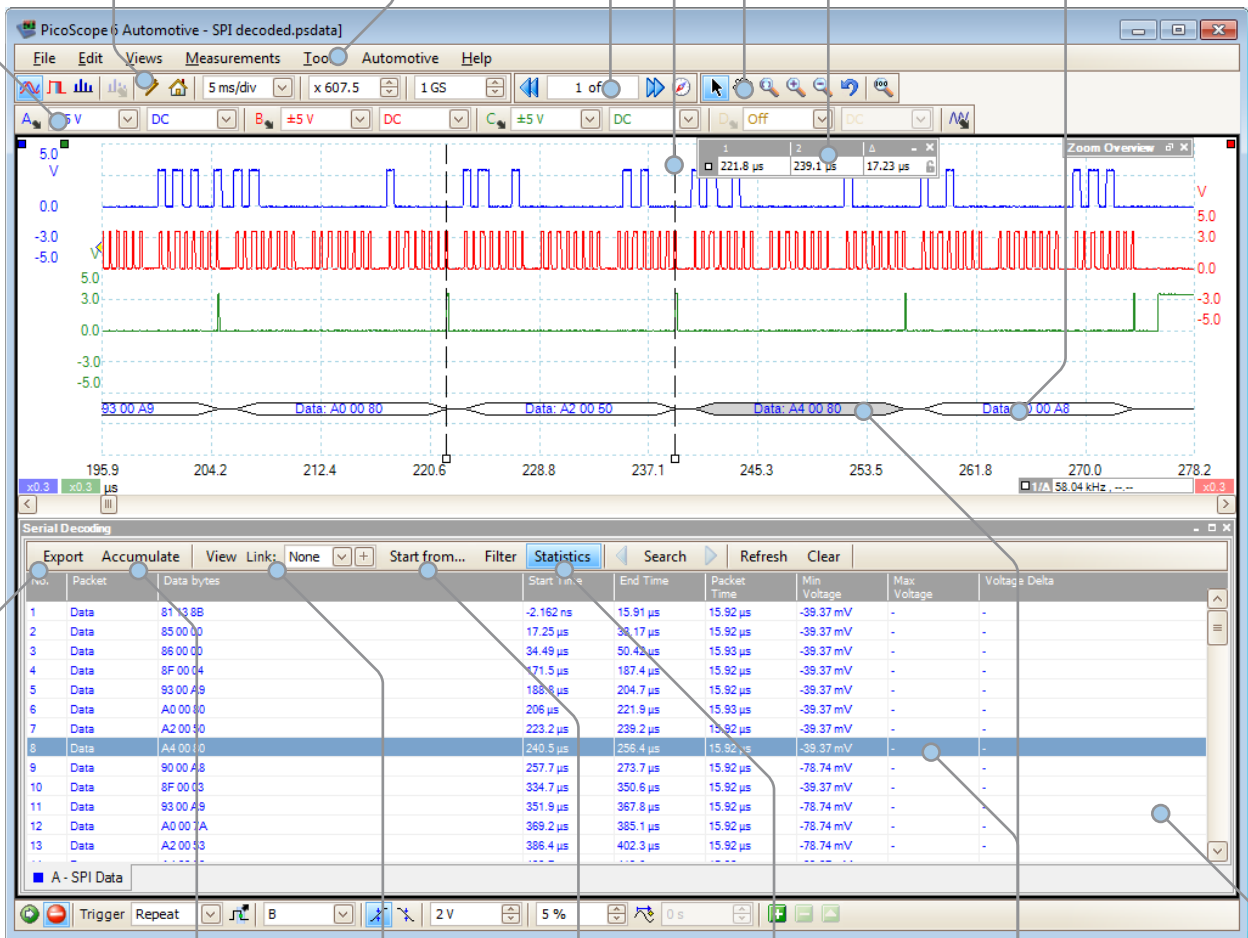 PicoScope 6 Automotive - SPI decoded.psdata]
File Edit Views Measurements Automotive Help
5 ms/div x 607.5 1 GS 1 of
A V DC B ±5 V DC C ±5 V DC D Off DC
1 2 Δ
221.8 µs 239.1 µs 17.23 µs
Zoom Overview
5.0
V
0.0
-3.0
-5.0
V
5.0
3.0
0.0
-3.0
-5.0
V
5.0
3.0
0.0
-3.0
-5.0
93 00 A9 Data: A0 00 80 Data: A2 00 50 Data: A4 00 80 00 A8
195.9 204.2 212.4 220.6 228.8 237.1 245.3 253.5 261.8 270.0 278.2
x0.3 x0.3 µs 1/Δ 58.04 kHz , --.-- x0.3
Serial Decoding
Export Accumulate View Link: None Start from... Filter Statistics Search Refresh Clear
No. Packet Data bytes Start Time End Time Packet Time Min Voltage Max Voltage Voltage Delta
1 Data 81 13 8B -2.162 ns 15.91 µs 15.92 µs -39.37 mV - -
2 Data 85 00 00 17.25 µs 33.17 µs 15.92 µs -39.37 mV - -
3 Data 86 00 00 34.49 µs 50.42 µs 15.93 µs -39.37 mV - -
4 Data 8F 00 04 171.5 µs 187.4 µs 15.92 µs -39.37 mV - -
5 Data 93 00 A9 188.8 µs 204.7 µs 15.92 µs -39.37 mV - -
6 Data A0 00 80 206 µs 221.9 µs 15.93 µs -39.37 mV - -
7 Data A2 00 50 223.2 µs 239.2 µs 15.92 µs -39.37 mV - -
8 Data A4 00 80 240.5 µs 256.4 µs 15.92 µs -39.37 mV - -
9 Data 90 00 A8 257.7 µs 273.7 µs 15.92 µs -78.74 mV - -
10 Data 8F 00 03 334.7 µs 350.6 µs 15.92 µs -39.37 mV - -
11 Data 93 00 A9 351.9 µs 367.8 µs 15.92 µs -78.74 mV - -
12 Data A0 00 7A 369.2 µs 385.1 µs 15.92 µs -78.74 mV - -
13 Data A2 00 53 386.4 µs 402.3 µs 15.92 µs -78.74 mV - -
A - SPI Data
Trigger Repeat B 2 V 5 % 0 s